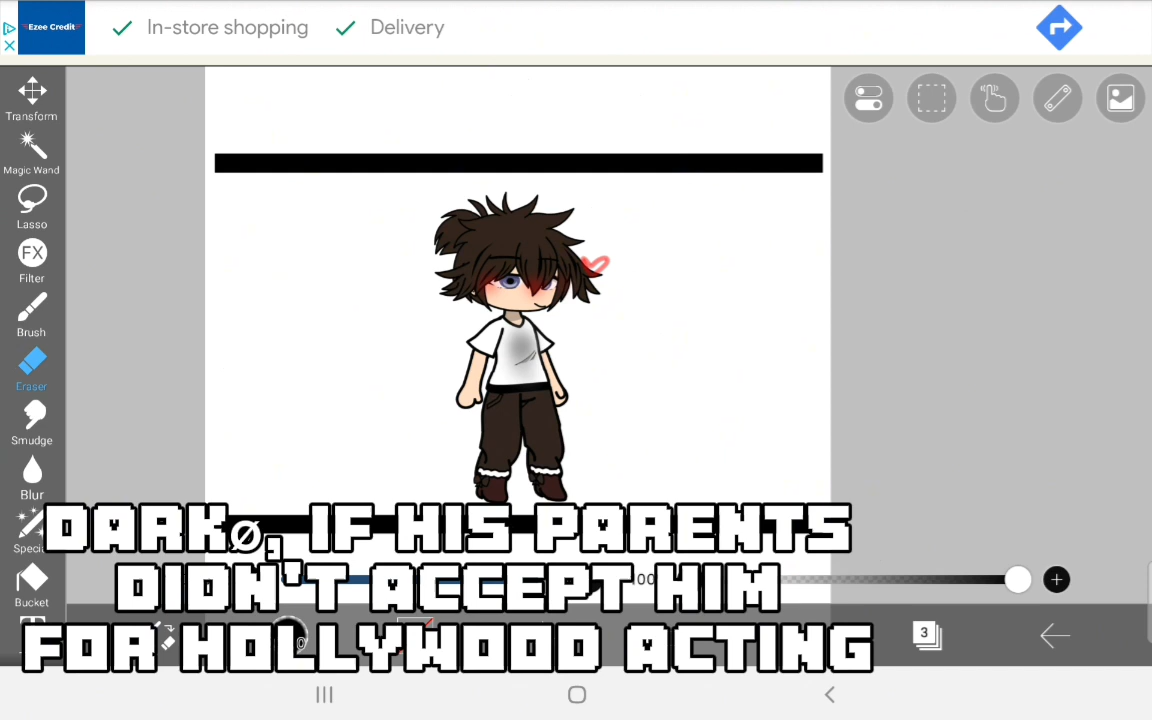 Ezee Credit
In-store shopping
Delivery
Transform
Magic Wand
Lasso
FX
Filter
Brush
Eraser
Smudge
Blur
Bucket
3
DARKØ, IF HIS PARENTS
DIDN'T ACCEPT HIM
FOR HOLLYWOOD ACTING